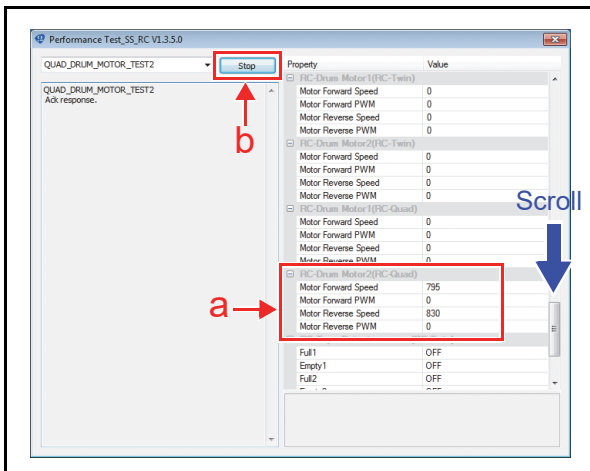 Performance Test_SS_RC V1.3.5.0
QUAD_DRUM_MOTOR_TEST2 Stop
QUAD_DRUM_MOTOR_TEST2
Ack response.
b
Property Value
RC-Drum Motor1(RC-Twin)
Motor Forward Speed 0
Motor Forward PWM 0
Motor Reverse Speed 0
Motor Reverse PWM 0
RC-Drum Motor2(RC-Twin)
Motor Forward Speed 0
Motor Forward PWM 0
Motor Reverse Speed 0
Motor Reverse PWM 0
Scroll
RC-Drum Motor1(RC-Quad)
Motor Forward Speed 0
Motor Forward PWM 0
Motor Reverse Speed 0
Motor Reverse PWM 0
a
RC-Drum Motor2(RC-Quad)
Motor Forward Speed 795
Motor Forward PWM 0
Motor Reverse Speed 830
Motor Reverse PWM 0
Full1 OFF
Empty1 OFF
Full2 OFF